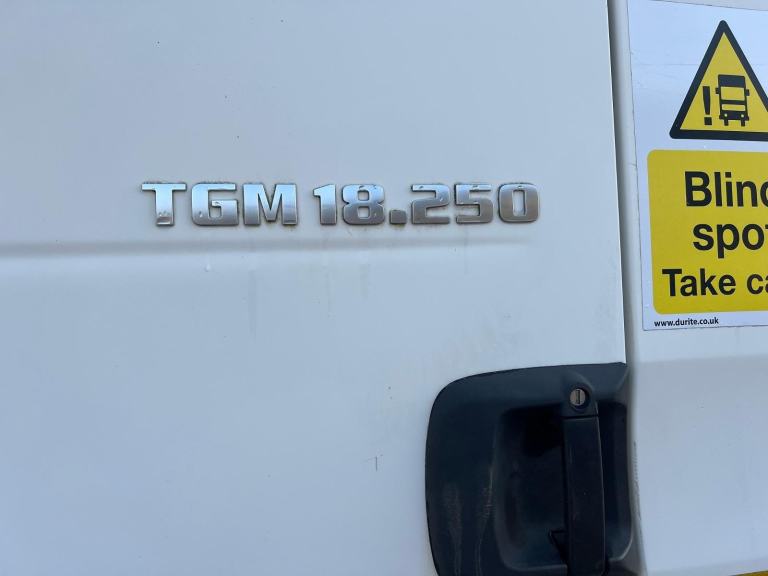 TGM 18.250
!
Blind
spot
Take ca
www.durite.co.uk